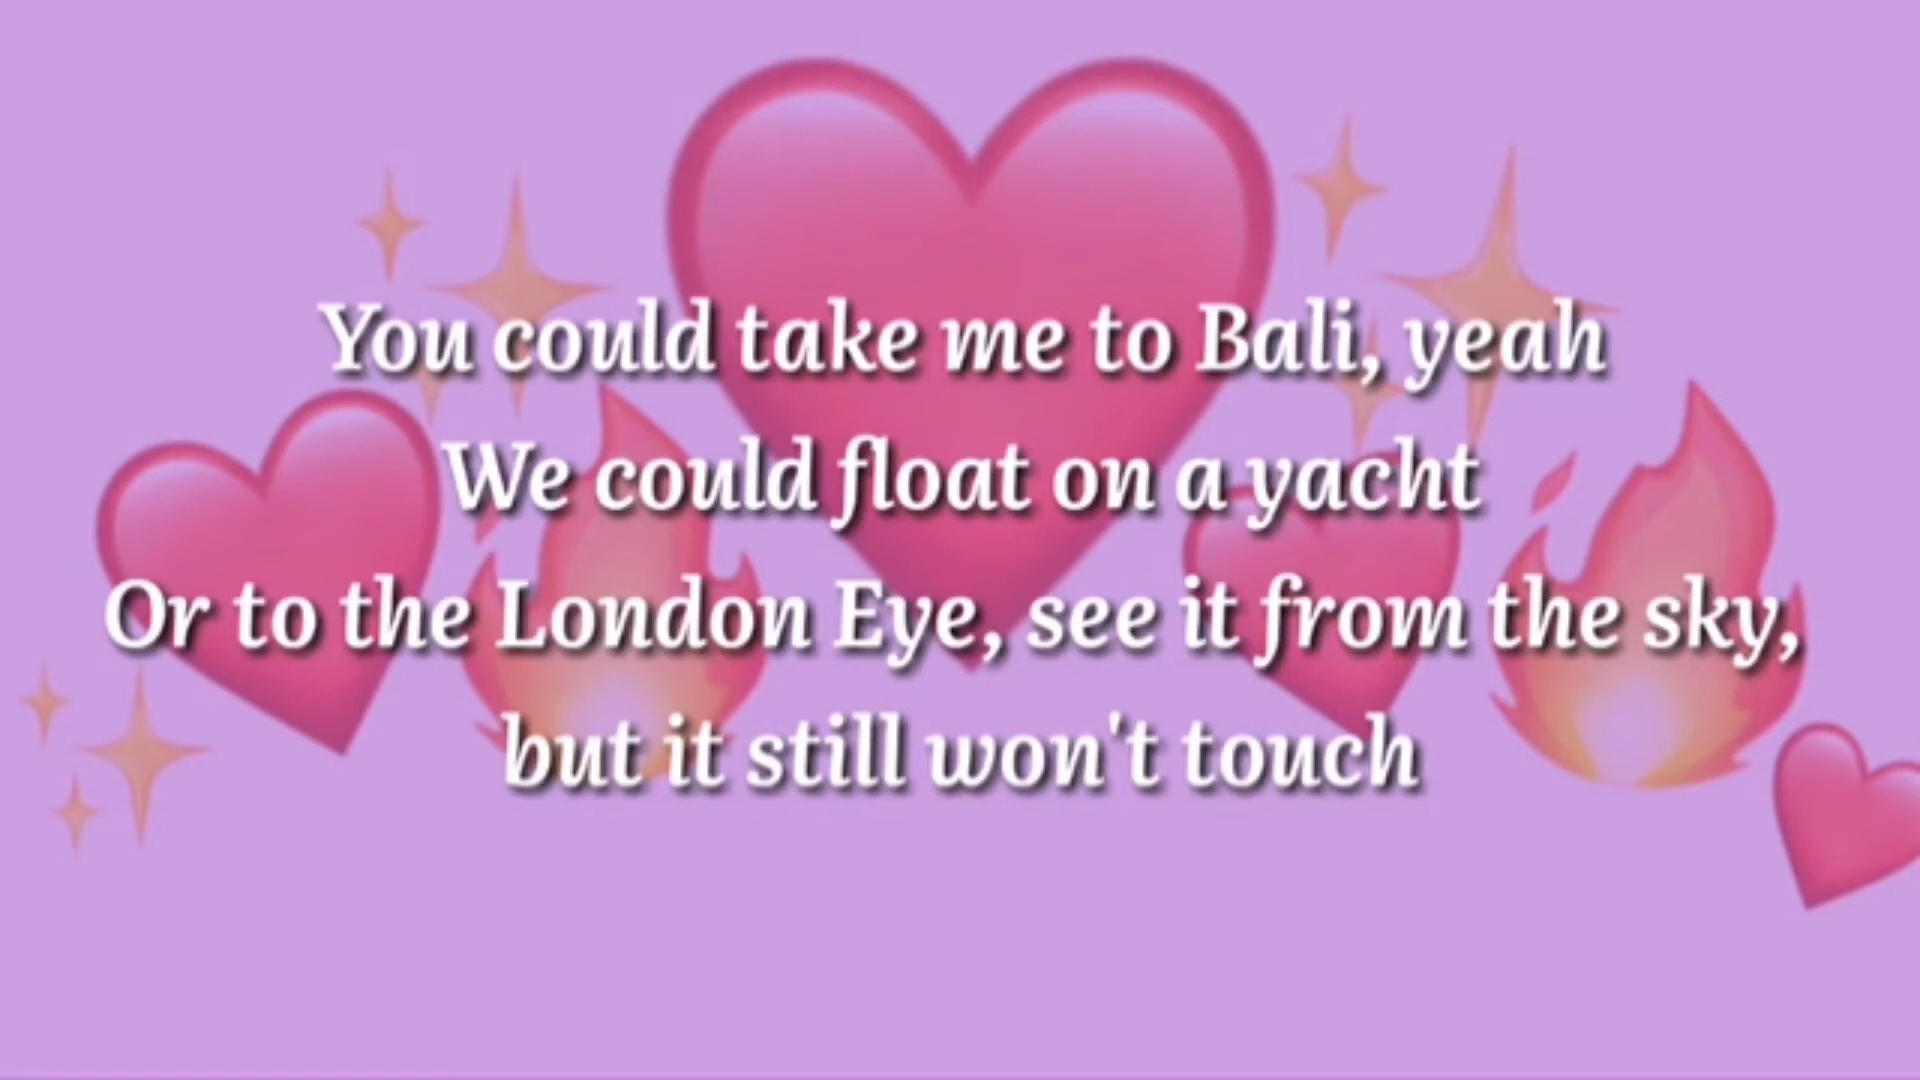 You could take me to Bali, yeah
We could float on a yacht
Or to the London Eye, see it from the sky,
but it still won't touch